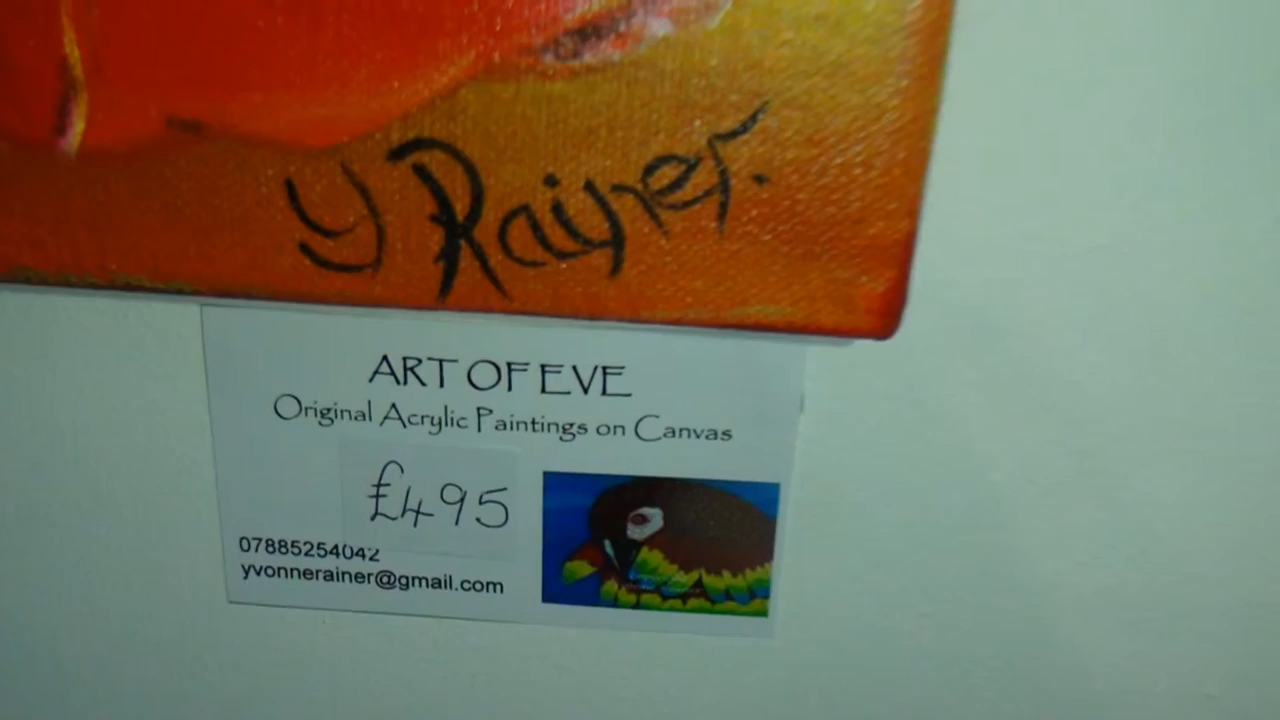 Y Rainer.
ART OF EVE
Original Acrylic Paintings on Canvas
£495
07885254042
yvonnerainer@gmail.com